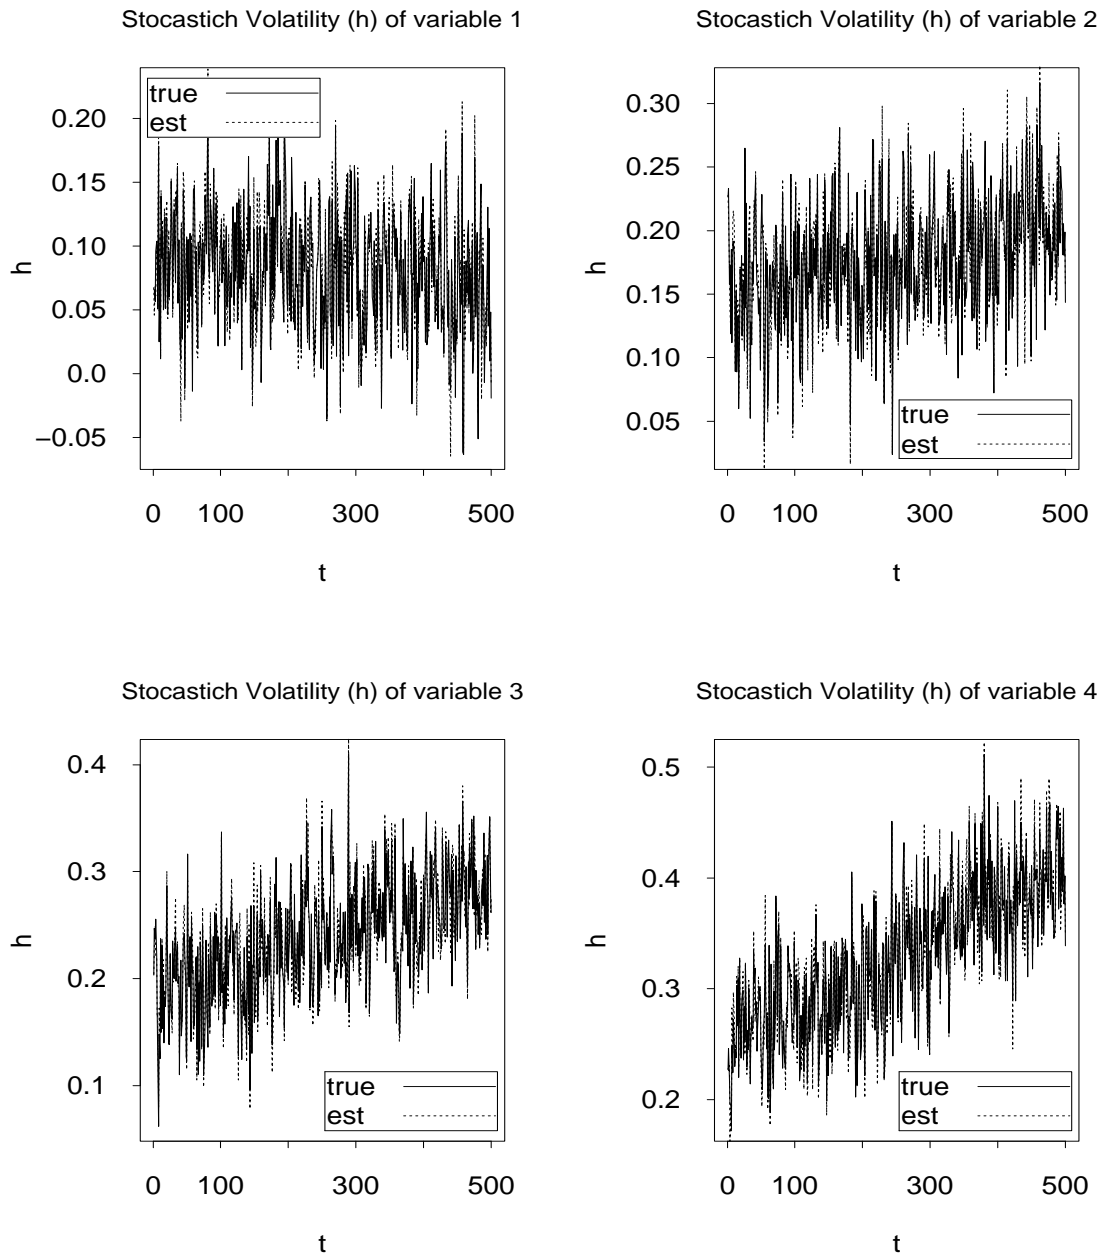 Stocastich Volatility (h) of variable 1
true
est
0.20
0.15
0.10
0.05
0.0
−0.05
h
0
100
300
500
t
Stocastich Volatility (h) of variable 2
0.30
0.25
0.20
0.15
0.10
0.05
h
true
est
0
100
300
500
t
Stocastich Volatility (h) of variable 3
0.4
0.3
0.2
0.1
h
true
est
0
100
300
500
t
Stocastich Volatility (h) of variable 4
0.5
0.4
0.3
0.2
h
true
est
0
100
300
500
t